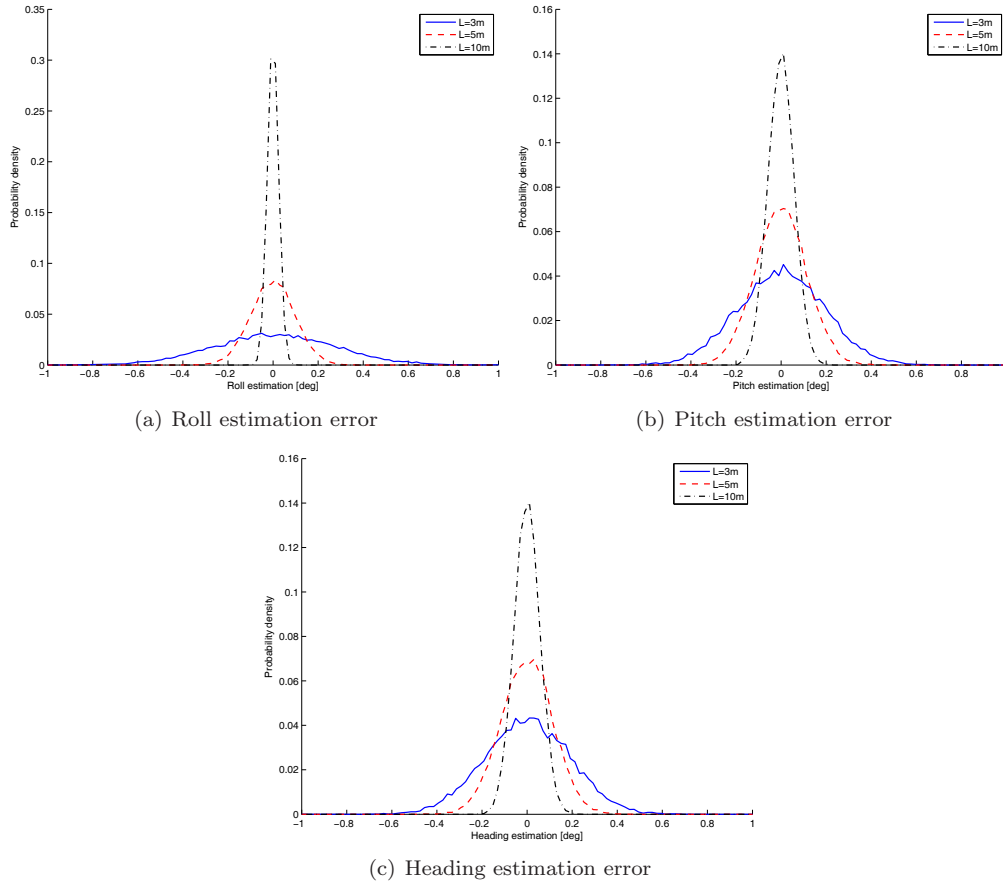 0.35
0.3
0.25
0.2
0.15
0.1
0.05
0
Probability density
-1 -0.8 -0.6 -0.4 -0.2 0 0.2 0.4 0.6 0.8 1
Roll estimation [deg]
L=3m
L=5m
L=10m
(a) Roll estimation error
0.16
0.14
0.12
0.1
0.08
0.06
0.04
0.02
0
Probability density
-1 -0.8 -0.6 -0.4 -0.2 0 0.2 0.4 0.6 0.8
Pitch estimation [deg]
L=3m
L=5m
L=10m
(b) Pitch estimation error
0.16
0.14
0.12
0.1
0.08
0.06
0.04
0.02
0
Probability density
-1 -0.8 -0.6 -0.4 -0.2 0 0.2 0.4 0.6 0.8 1
Heading estimation [deg]
L=3m
L=5m
L=10m
(c) Heading estimation error